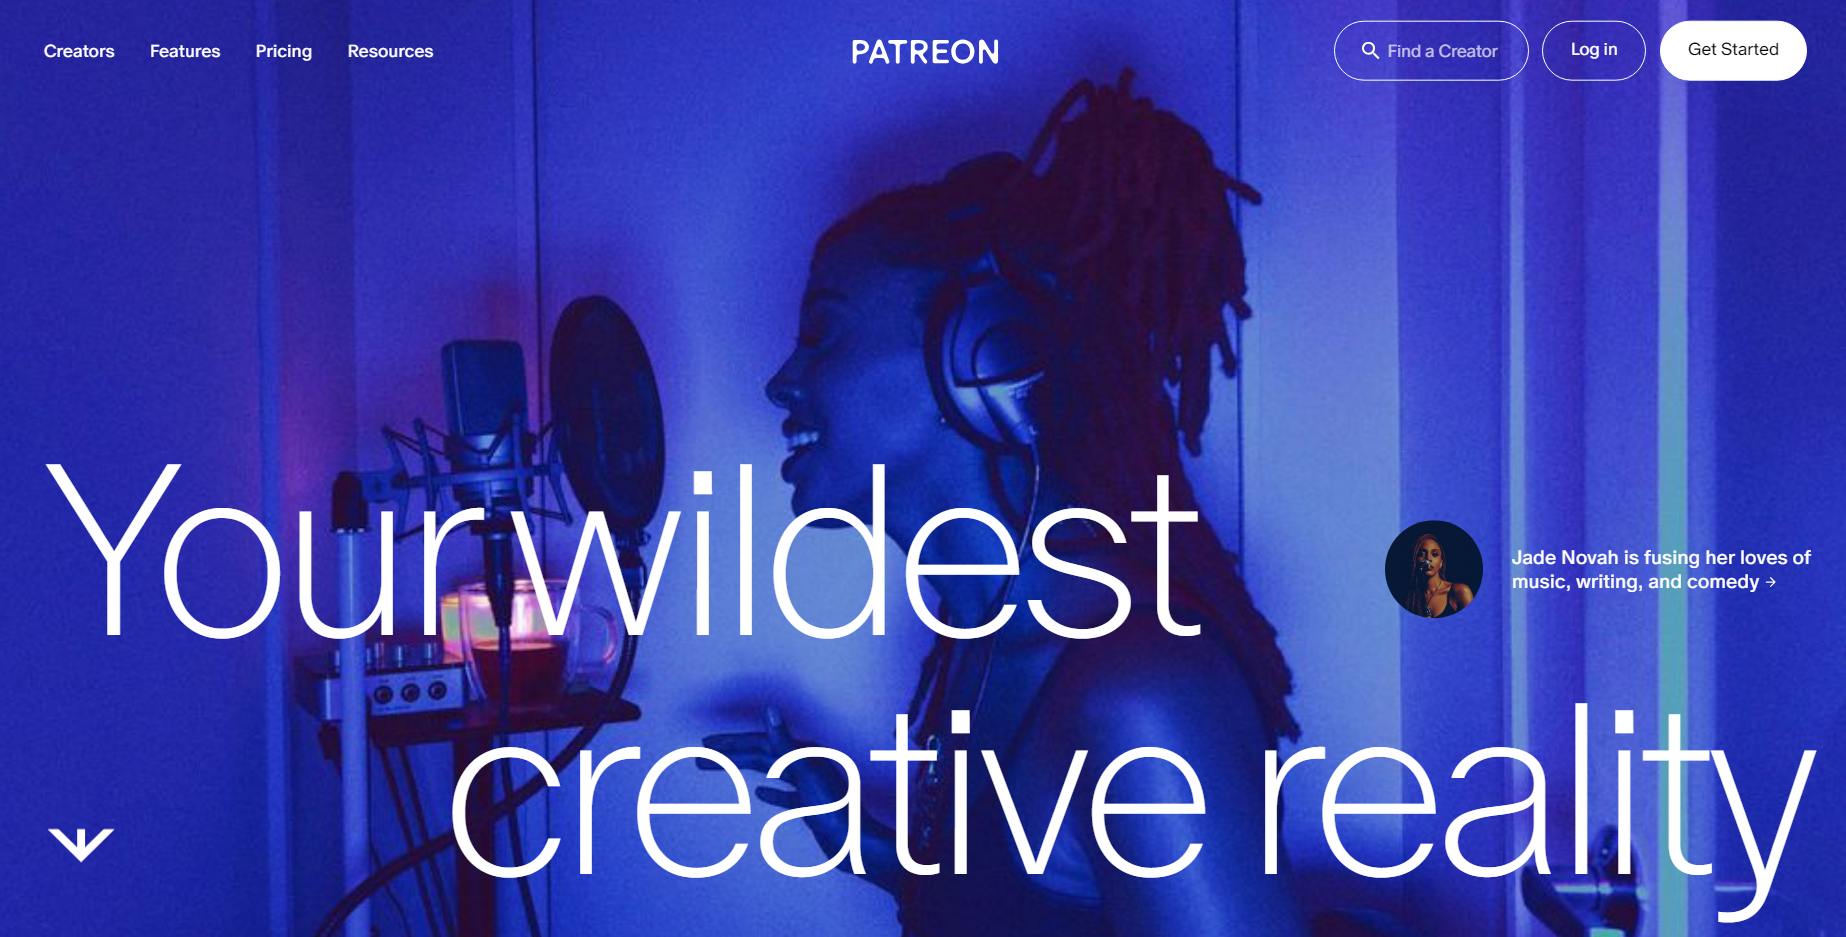 Creators Features Pricing Resources PATREON Find a Creator Log in Get Started
Your wildest
Jade Novah is fusing her loves of
music, writing, and comedy →
creative reality